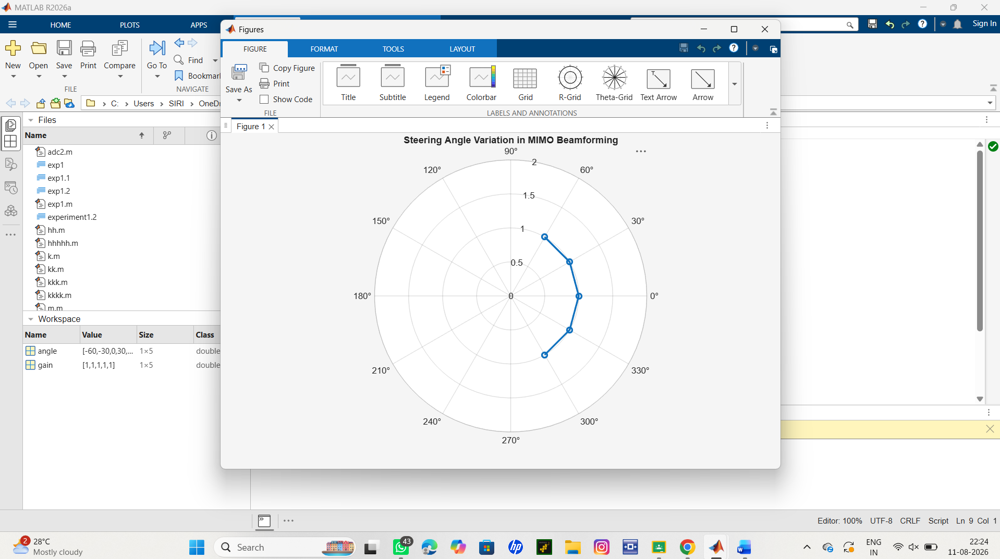 MATLAB R2026a
HOME
PLOTS
APPS
Sign In
New
Open
Save
Print
Compare
Go To
Find
Bookmar
FILE
NAVIGATE
C:
Users
SIRI
OneDr
Files
Name
adc2.m
exp1
exp1.1
exp1.2
exp1.m
experiment1.2
hh.m
hhhhh.m
k.m
kk.m
kkk.m
kkkk.m
m.m
Workspace
Name Value Size Class
angle [-60,-30,0,30,... 1×5 double
gain [1,1,1,1,1] 1×5 double
Figures
FIGURE
FORMAT
TOOLS
LAYOUT
Save As
Copy Figure
Print
Show Code
FILE
Title
Subtitle
Legend
Colorbar
Grid
R-Grid
Theta-Grid
Text Arrow
Arrow
LABELS AND ANNOTATIONS
Figure 1
Steering Angle Variation in MIMO Beamforming
90°
2
120°
60°
1.5
150°
30°
1
0.5
180°
0
0°
210°
330°
240°
300°
270°
Editor: 100% UTF-8 CRLF Script Ln 9 Col 1
2
28°C
Mostly cloudy
Search
43
ENG
IN
22:24
11-08-2026